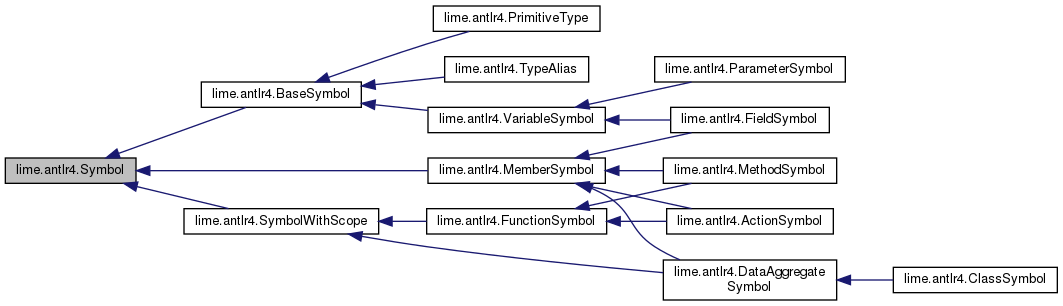 lime.antlr4.PrimitiveType
lime.antlr4.TypeAlias
lime.antlr4.ParameterSymbol
lime.antlr4.BaseSymbol
lime.antlr4.VariableSymbol
lime.antlr4.FieldSymbol
lime.antlr4.Symbol
lime.antlr4.MemberSymbol
lime.antlr4.MethodSymbol
lime.antlr4.SymbolWithScope
lime.antlr4.FunctionSymbol
lime.antlr4.ActionSymbol
lime.antlr4.DataAggregate
Symbol
lime.antlr4.ClassSymbol